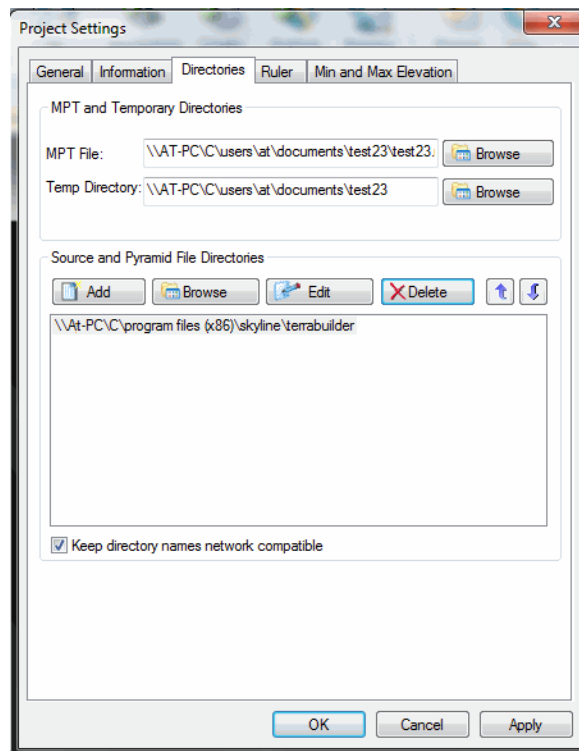 Project Settings
General Information Directories Ruler Min and Max Elevation
MPT and Temporary Directories
MPT File: \\AT-PC\C\users\at\documents\test23\test23. Browse
Temp Directory: \\AT-PC\C\users\at\documents\test23 Browse
Source and Pyramid File Directories
Add Browse Edit Delete
\\At-PC\C\program files (x86)\skyline\terrabuilder
Keep directory names network compatible
OK Cancel Apply